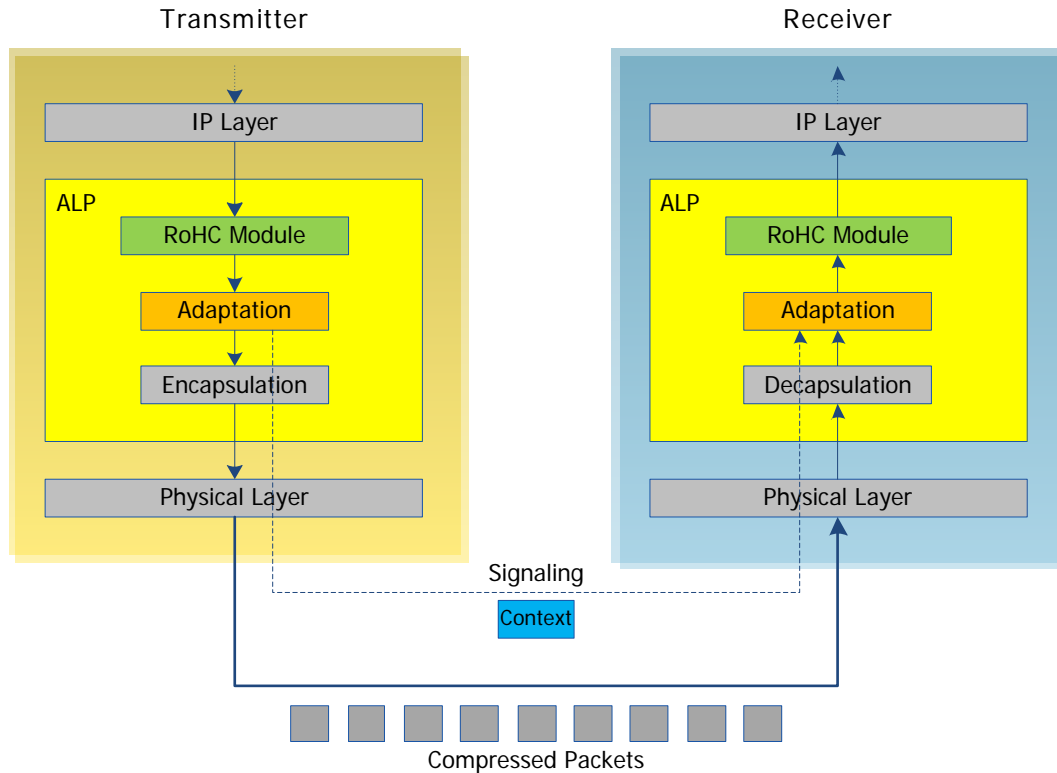 Transmitter
Receiver
IP Layer
IP Layer
ALP
ALP
RoHC Module
RoHC Module
Adaptation
Adaptation
Encapsulation
Decapsulation
Physical Layer
Physical Layer
Signaling
Context
Compressed Packets